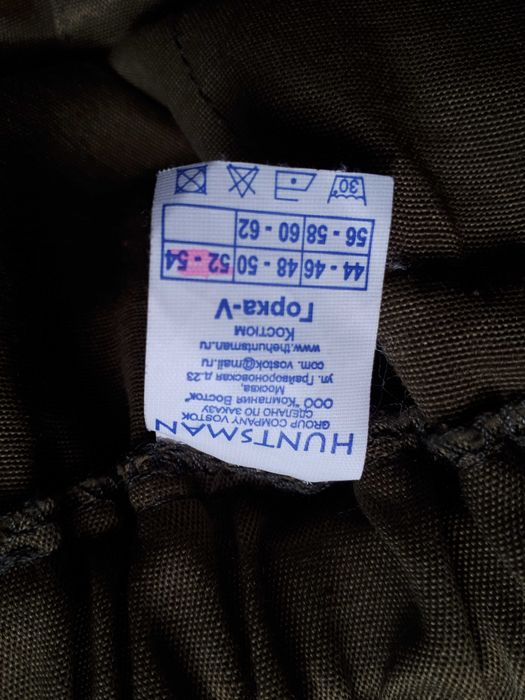 HUNTSMAN
GROUP COMPANY VOSTOK
СДЕЛАНО ПО ЗАКАЗУ
ООО "Компания Восток"
Москва,
ул. Грайвороновская д.23
com. vostok@mail.ru
www.thehuntsman.ru
Костюм
Горка-V
44 - 46 48 - 50 52 - 54
56 - 58 60 - 62
30°